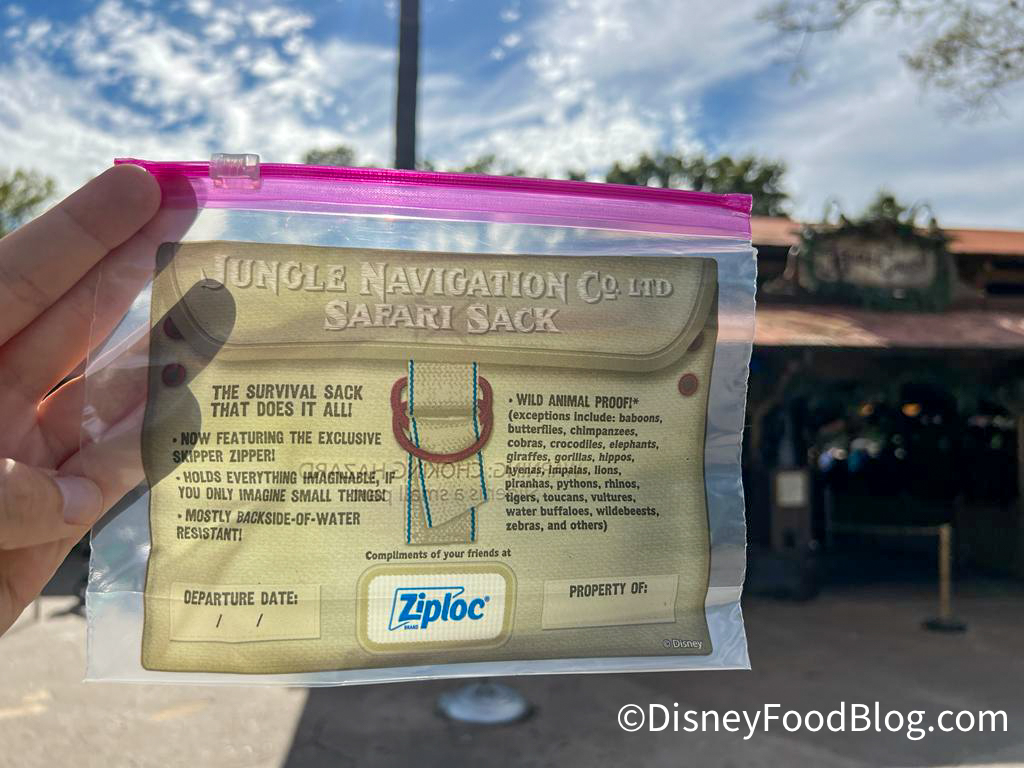 JUNGLE NAVIGATION CO. LTD
SAFARI SACK
THE SURVIVAL SACK
THAT DOES IT ALL!
• NOW FEATURING THE EXCLUSIVE
SKIPPER ZIPPER!
• HOLDS EVERYTHING IMAGINABLE, IF
YOU ONLY IMAGINE SMALL THINGS!
• MOSTLY BACKSIDE-OF-WATER
RESISTANT!
• WILD ANIMAL PROOF!*
(exceptions include: baboons,
butterflies, chimpanzees,
cobras, crocodiles, elephants,
giraffes, gorillas, hippos,
hyenas, impalas, lions,
piranhas, pythons, rhinos,
tigers, toucans, vultures,
water buffaloes, wildebeests,
zebras, and others)
CHOKING HAZARD
Compliments of your friends at
Ziploc®
BRAND
DEPARTURE DATE:
/ /
PROPERTY OF:
© Disney
©DisneyFoodBlog.com